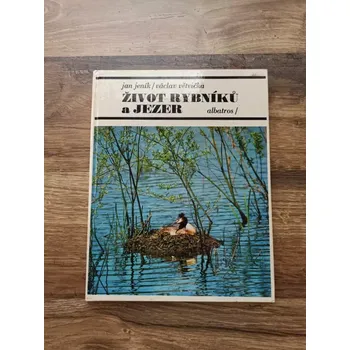 jan jeník / václav větvička
ŽIVOT RYBNÍKŮ
a JEZER albatros /